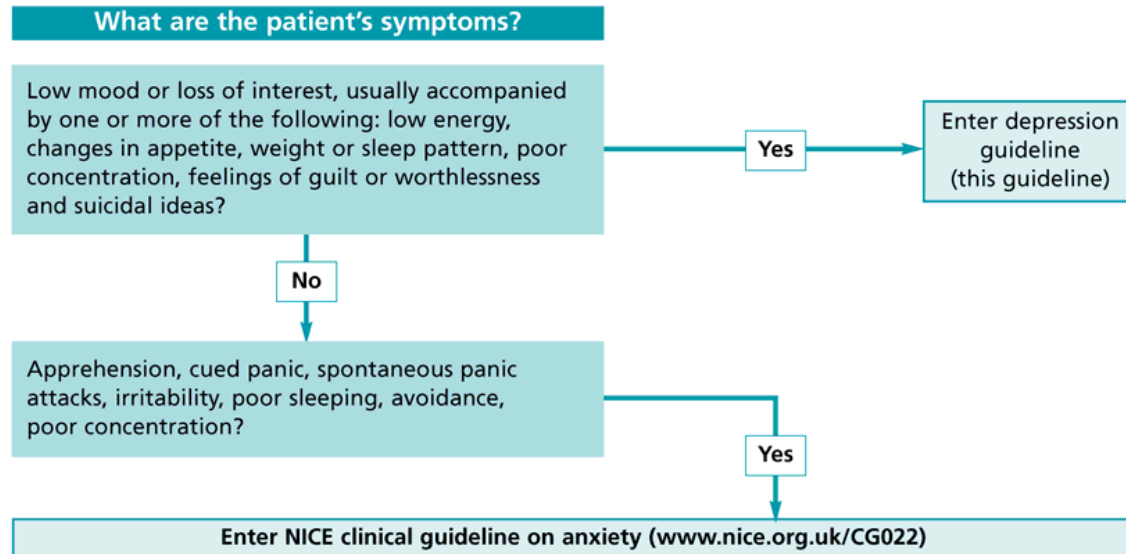 What are the patient's symptoms?
Low mood or loss of interest, usually accompanied
by one or more of the following: low energy,
changes in appetite, weight or sleep pattern, poor
concentration, feelings of guilt or worthlessness
and suicidal ideas?
Yes
Enter depression
guideline
(this guideline)
No
Apprehension, cued panic, spontaneous panic
attacks, irritability, poor sleeping, avoidance,
poor concentration?
Yes
Enter NICE clinical guideline on anxiety (www.nice.org.uk/CG022)